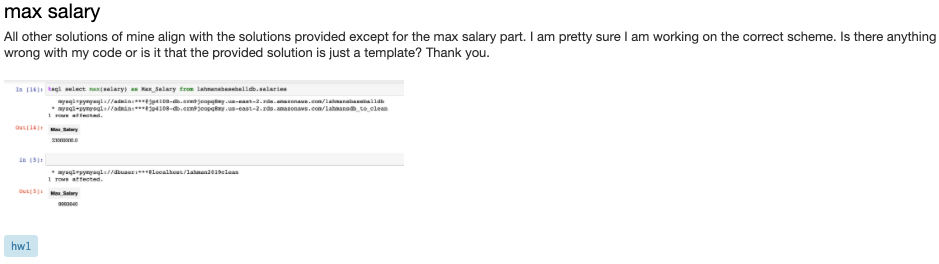 max salary
All other solutions of mine align with the solutions provided except for the max salary part. I am pretty sure I am working on the correct scheme. Is there anything
wrong with my code or is it that the provided solution is just a template? Thank you.
In [14]: %sql select max(salary) as Max_Salary from lahmansbaseballdb.salaries
mysql+pymysql://admin:***@jp4108-db.crm9jcopq8my.us-east-2.rds.amazonaws.com/lahmansbaseballdb
* mysql+pymysql://admin:***@jp4108-db.crm9jcopq8my.us-east-2.rds.amazonaws.com/lahmansdb_to_clean
1 rows affected.
Out[14]: Max_Salary
33000000.0
In [5]:
* mysql+pymysql://dbuser:***@localhost/lahman2019clean
1 rows affected.
Out[5]: Max_Salary
hw1